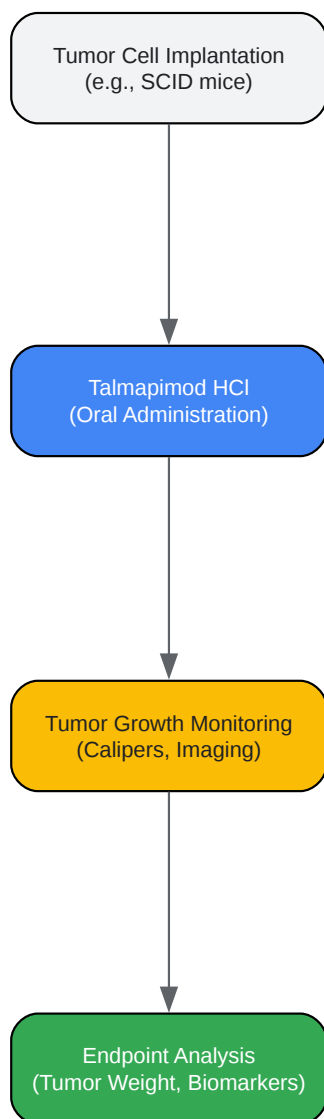 Tumor Cell Implantation
(e.g., SCID mice)
Talmapimod HCl
(Oral Administration)
Tumor Growth Monitoring
(Calipers, Imaging)
Endpoint Analysis
(Tumor Weight, Biomarkers)